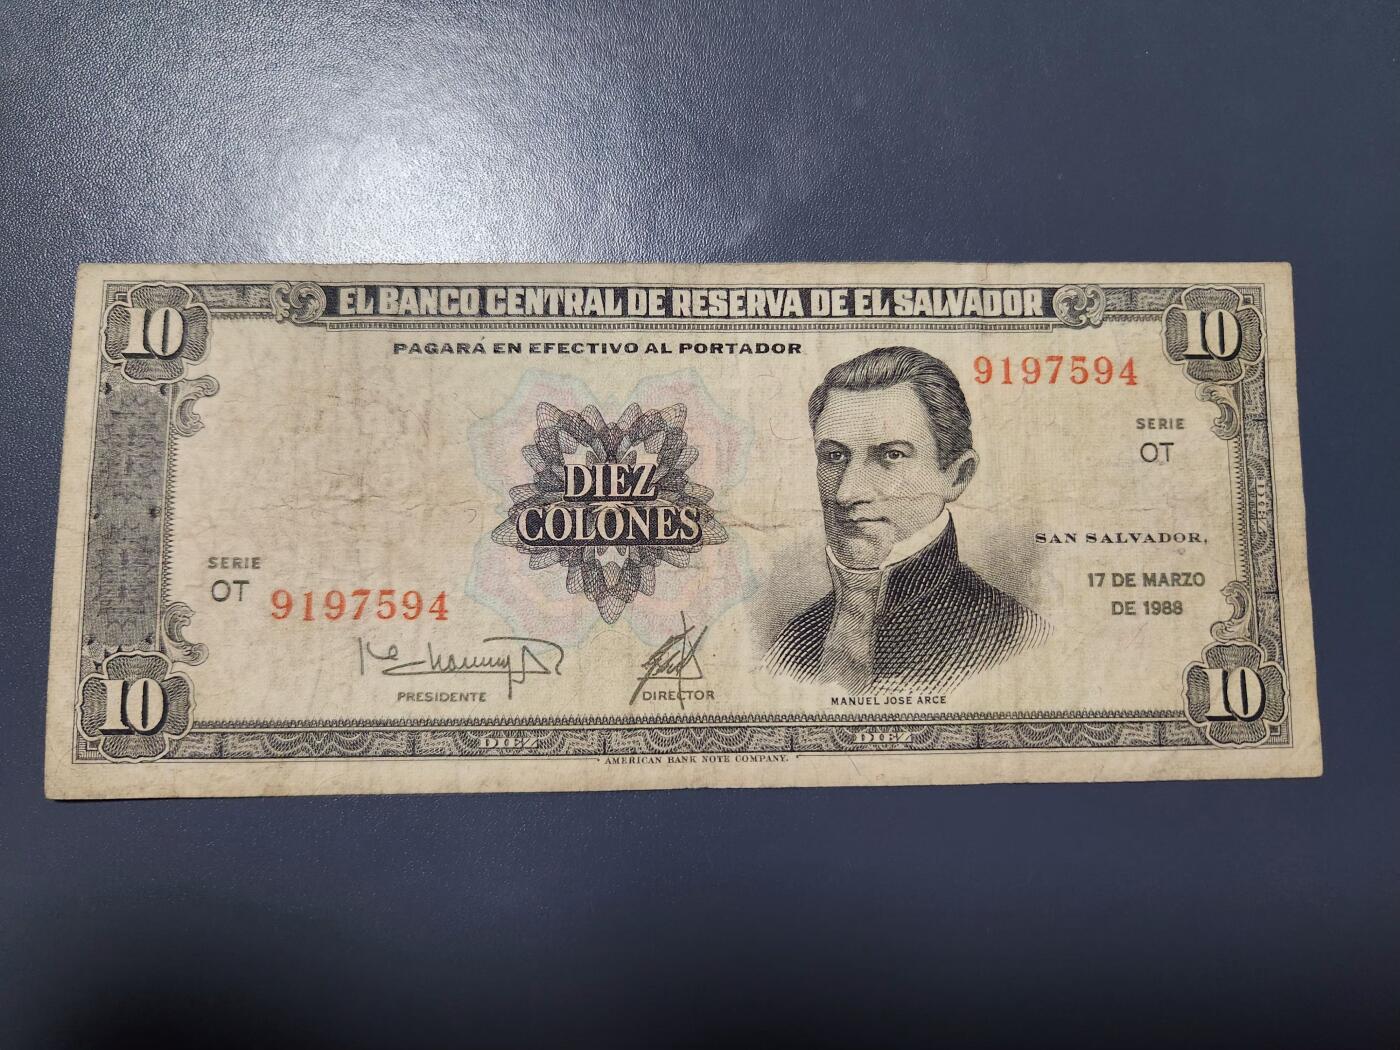 10
EL BANCO CENTRAL DE RESERVA DE EL SALVADOR
10
PAGARÁ EN EFECTIVO AL PORTADOR
9197594
SERIE
OT
DIEZ
COLONES
SAN SALVADOR,
17 DE MARZO
DE 1988
SERIE
OT
9197594
PRESIDENTE
DIRECTOR
MANUEL JOSÉ ARCE
10
DIEZ
DIEZ
10
AMERICAN BANK NOTE COMPANY.